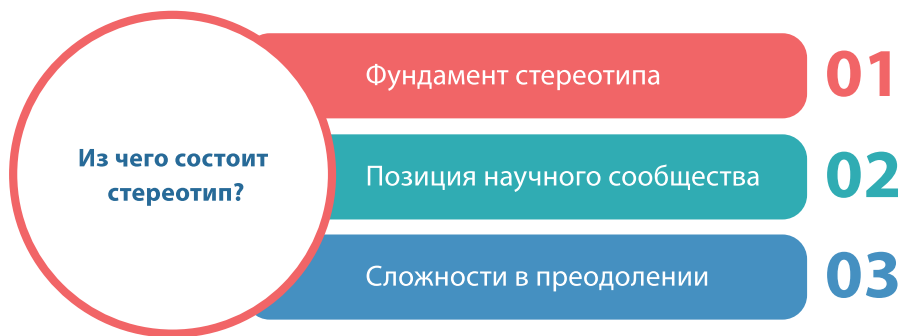 Из чего состоит
стереотип?
Фундамент стереотипа
01
Позиция научного сообщества
02
Сложности в преодолении
03